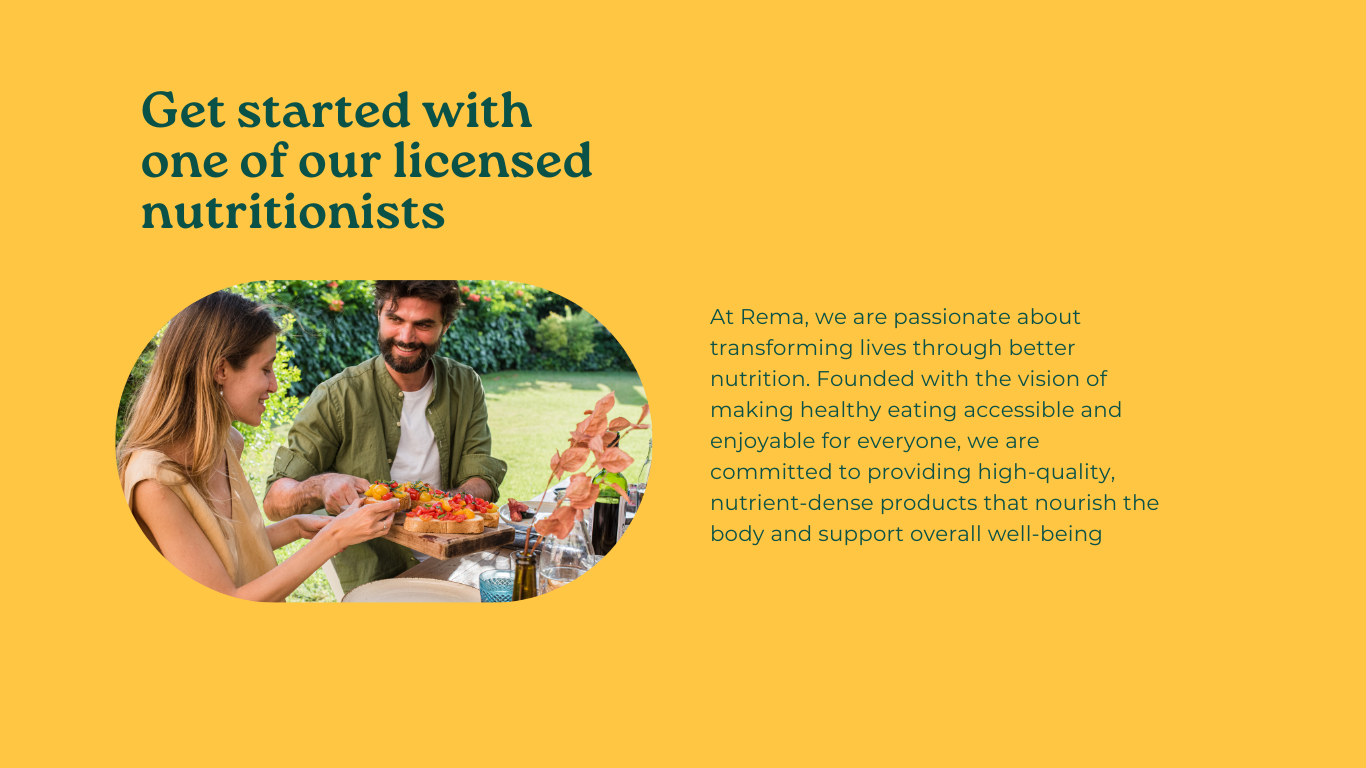 Get started with
one of our licensed
nutritionists
At Rema, we are passionate about
transforming lives through better
nutrition. Founded with the vision of
making healthy eating accessible and
enjoyable for everyone, we are
committed to providing high-quality,
nutrient-dense products that nourish the
body and support overall well-being